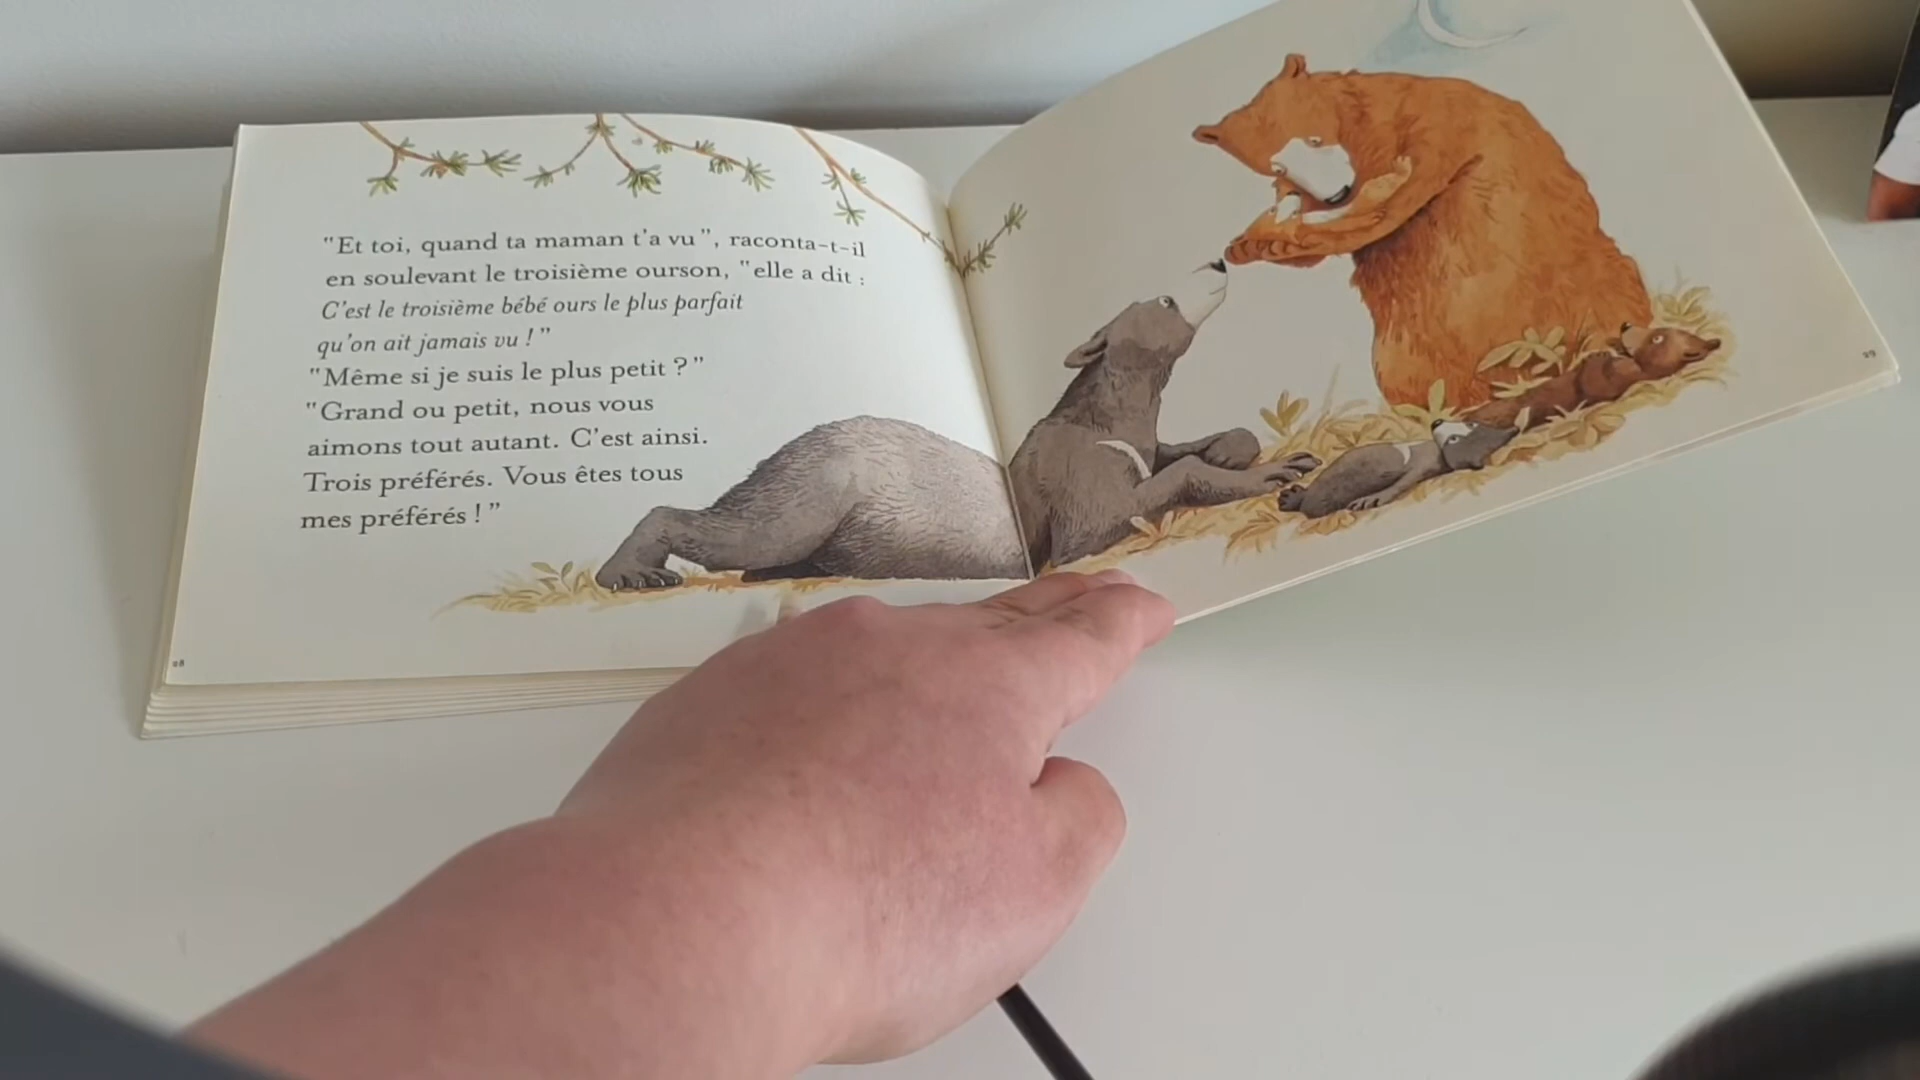 "Et toi, quand ta maman t'a vu", raconta-t-il
en soulevant le troisième ourson, "elle a dit :
C'est le troisième bébé ours le plus parfait
qu'on ait jamais vu !"
"Même si je suis le plus petit ?"
"Grand ou petit, nous vous
aimons tout autant. C'est ainsi.
Trois préférés. Vous êtes tous
mes préférés !"
28
29